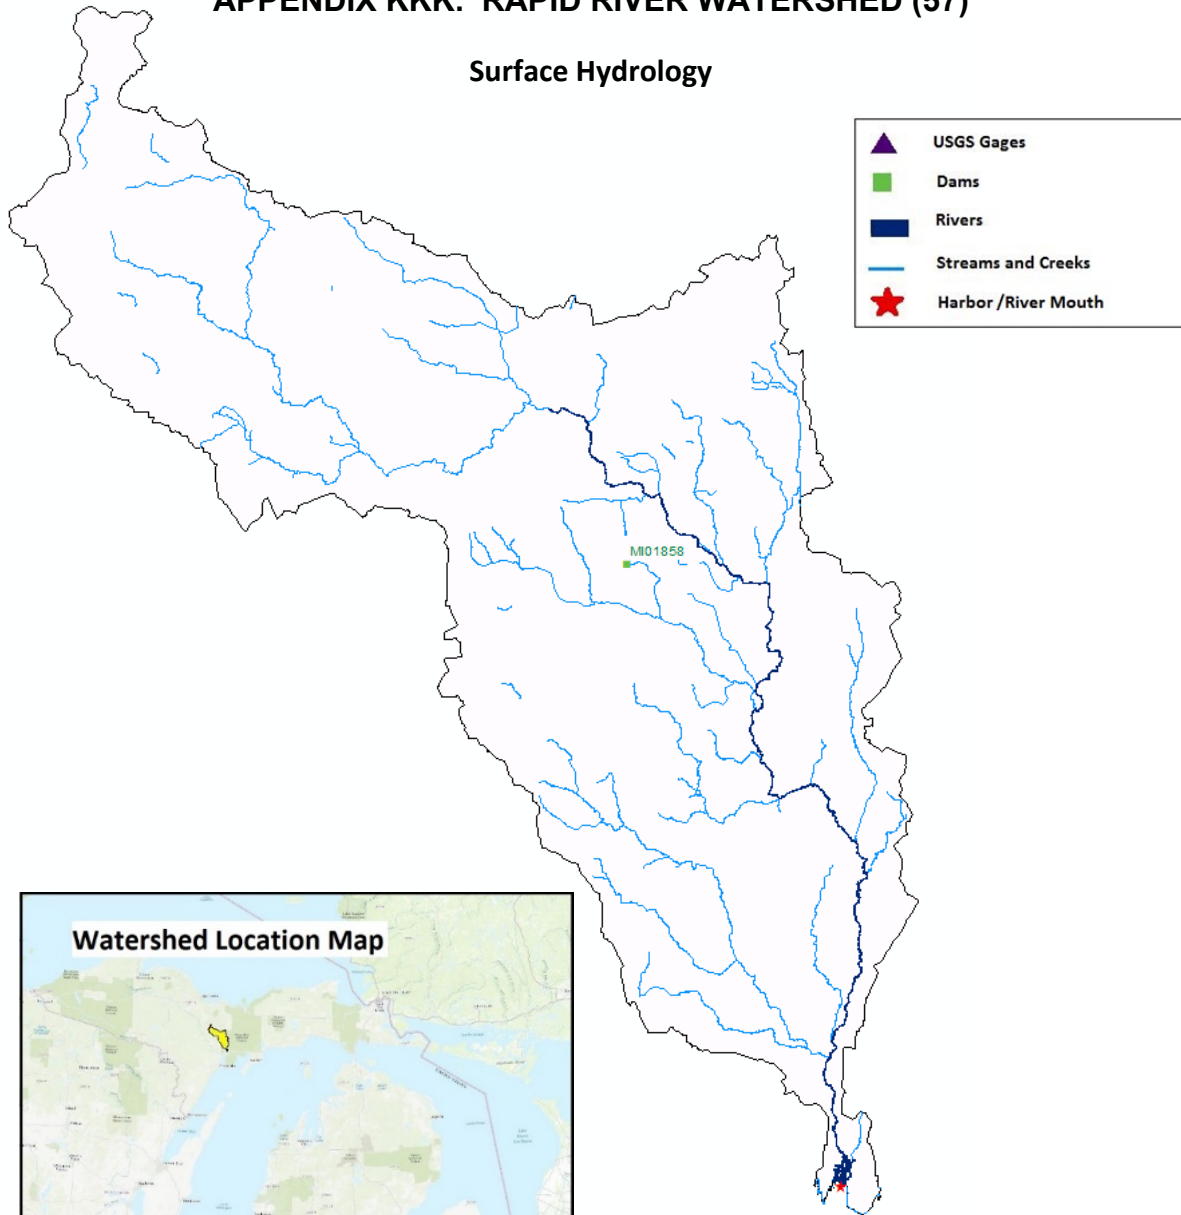 APPENDIX KKK: RAPID RIVER WATERSHED (57)
Surface Hydrology
USGS Gages
Dams
Rivers
Streams and Creeks
Harbor /River Mouth
MI01858
Watershed Location Map